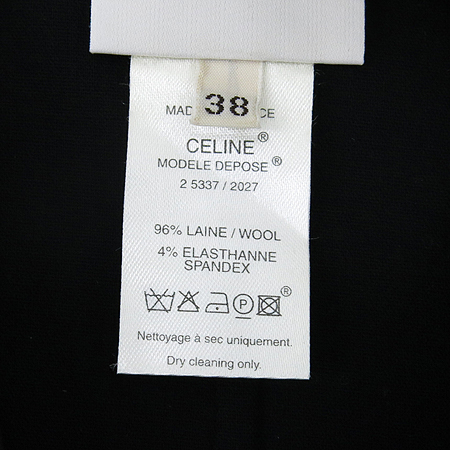 38
MAD CE
CELINE®
MODELE DEPOSE®
2 5337 / 2027
96% LAINE / WOOL
4% ELASTHANNE
SPANDEX
P ®
Nettoyage à sec uniquement.
Dry cleaning only.